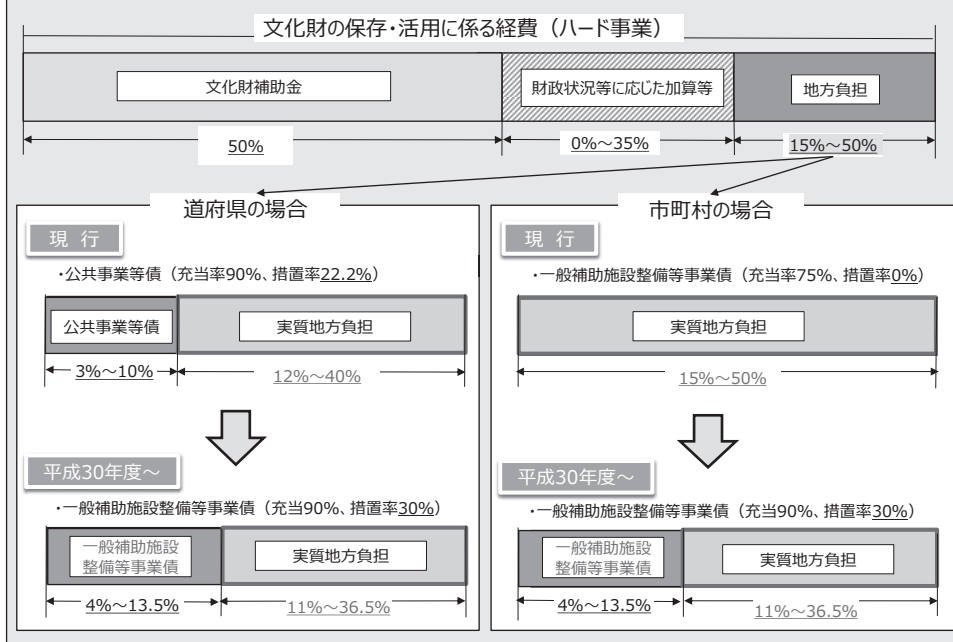 文化財の保存・活用に係る経費（ハード事業）
文化財補助金
財政状況等に応じた加算等
地方負担
50%
0%～35%
15%～50%
道府県の場合
現 行
・公共事業等債（充当率90%、措置率22.2%）
公共事業等債
実質地方負担
3%～10%
12%～40%
平成30年度～
・一般補助施設整備等事業債（充当90%、措置率30%）
一般補助施設
整備等事業債
実質地方負担
4%～13.5%
11%～36.5%
市町村の場合
現 行
・一般補助施設整備等事業債（充当率75%、措置率0%）
実質地方負担
15%～50%
平成30年度～
・一般補助施設整備等事業債（充当90%、措置率30%）
一般補助施設
整備等事業債
実質地方負担
4%～13.5%
11%～36.5%